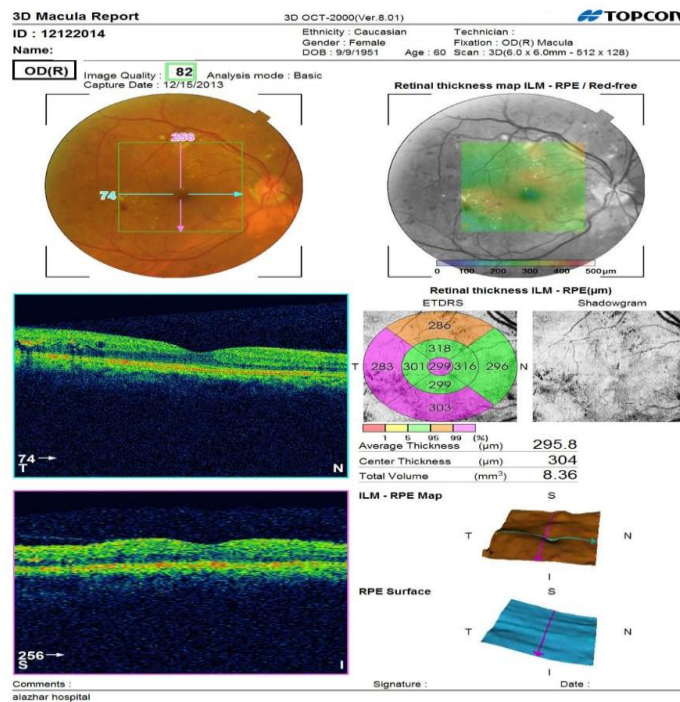 3D Macula Report 3D OCT-2000(Ver.8.01) TOPCON
ID : 12122014 Ethnicity : Caucasian Technician :
Name: Gender : Female Fixation : OD(R) Macula
DOB : 9/9/1951 Age : 60 Scan : 3D(6.0 x 6.0mm - 512 x 128)
OD(R) Image Quality : 82 Analysis mode : Basic
Capture Date : 12/15/2013
Retinal thickness map ILM - RPE / Red-free
256
74
0 100 200 300 400 500µm
Retinal thickness ILM - RPE(µm)
ETDRS Shadowgram
286
318
T 283 301 299 316 296 N
299
303
1 5 95 99 (%)
Average Thickness (µm) 295.8
Center Thickness (µm) 304
Total Volume (mm³) 8.36
74
T N
ILM - RPE Map S
T N
I
RPE Surface S
T N
I
256
S I
Comments : Signature : Date :
alazhar hospital